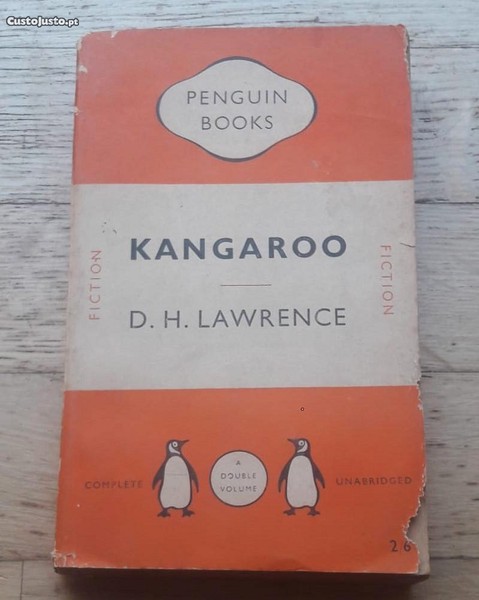 CustoJusto.pt
PENGUIN
BOOKS
FICTION
KANGAROO
FICTION
D. H. LAWRENCE
COMPLETE
A
DOUBLE
VOLUME
UNABRIDGED
2 6